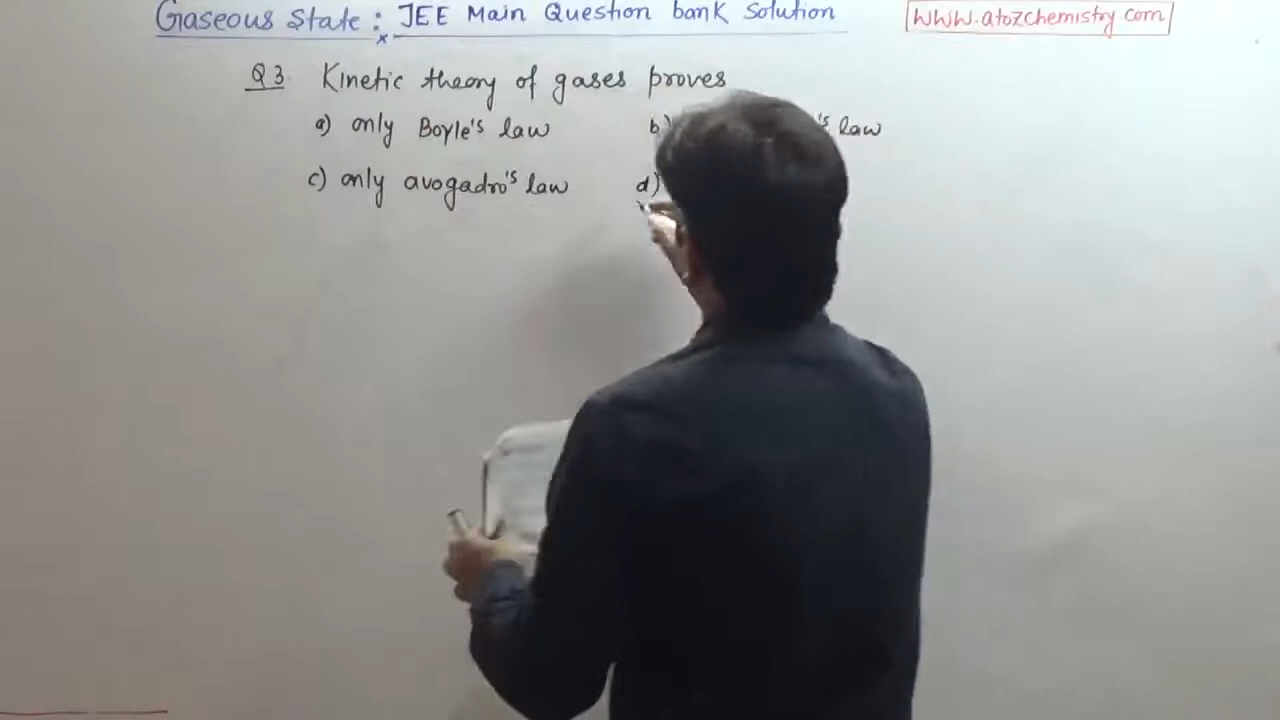 Gaseous State : JEE Main Question bank Solution
www.atozchemistry.com
Q3. Kinetic theory of gases proves
a) only Boyle's law b) 's law
c) only avogadro's law d)